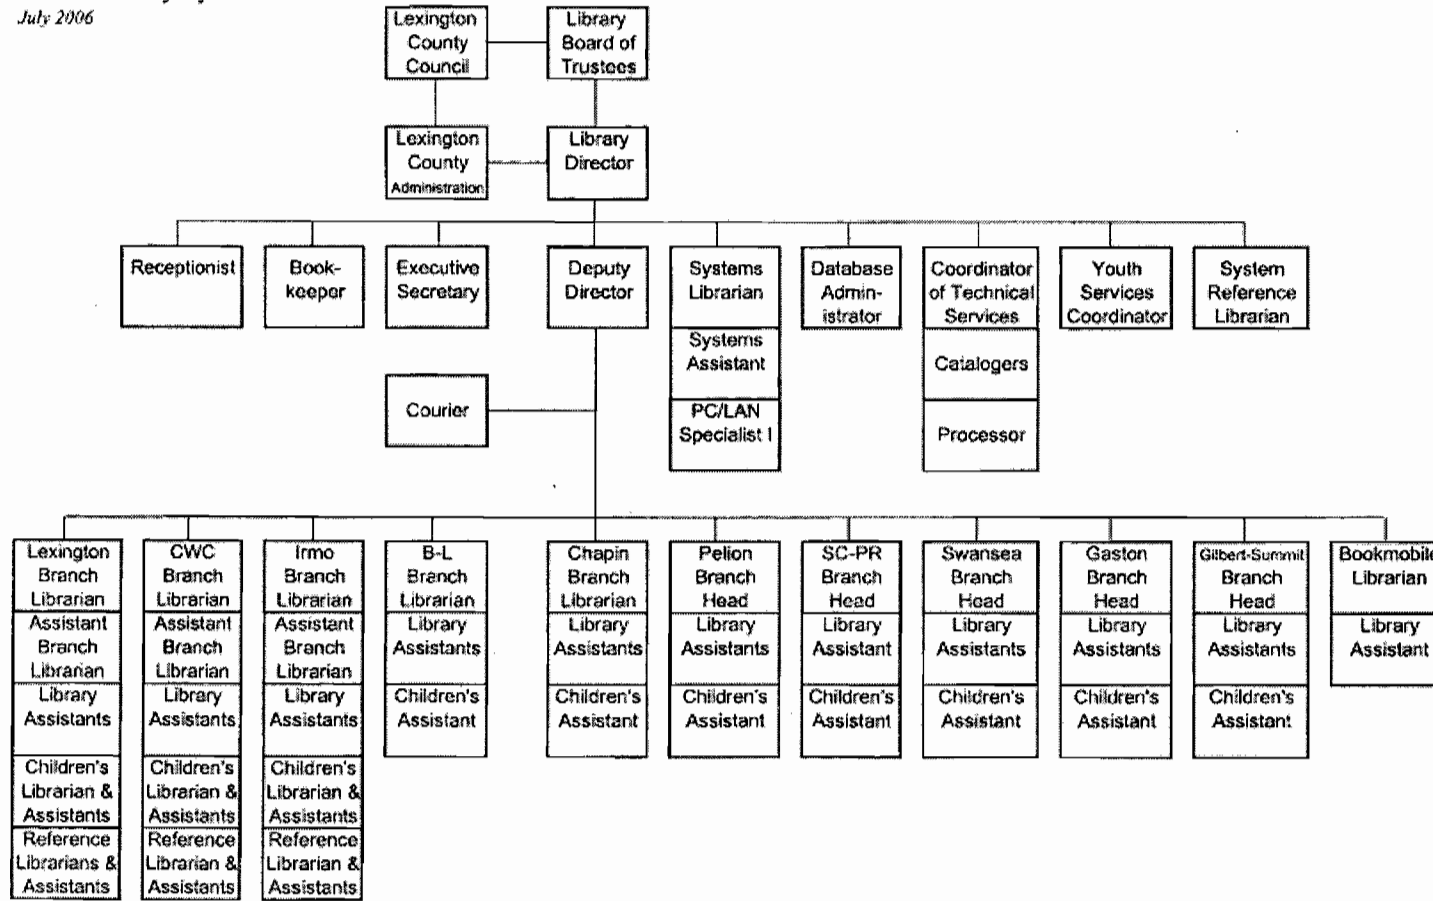 July 2006
Lexington
County
Council
Library
Board of
Trustees
Lexington
County
Administration
Library
Director
Receptionist
Book-
keeper
Executive
Secretary
Deputy
Director
Systems
Librarian
Systems
Assistant
PC/LAN
Specialist I
Database
Admin-
istrator
Coordinator
of Technical
Services
Catalogers
Processor
Youth
Services
Coordinator
System
Reference
Librarian
Courier
Lexington
Branch
Librarian
Assistant
Branch
Librarian
Library
Assistants
Children's
Librarian &
Assistants
Reference
Librarians &
Assistants
CWC
Branch
Librarian
Assistant
Branch
Librarian
Library
Assistants
Children's
Librarian &
Assistants
Reference
Librarian &
Assistants
Irmo
Branch
Librarian
Assistant
Branch
Librarian
Library
Assistants
Children's
Librarian &
Assistants
Reference
Librarian &
Assistants
B-L
Branch
Librarian
Library
Assistants
Children's
Assistant
Chapin
Branch
Librarian
Library
Assistants
Children's
Assistant
Pelion
Branch
Head
Library
Assistants
Children's
Assistant
SC-PR
Branch
Head
Library
Assistant
Children's
Assistant
Swansea
Branch
Head
Library
Assistants
Children's
Assistant
Gaston
Branch
Head
Library
Assistants
Children's
Assistant
Gilbert-Summit
Branch
Head
Library
Assistants
Children's
Assistant
Bookmobile
Librarian
Library
Assistant